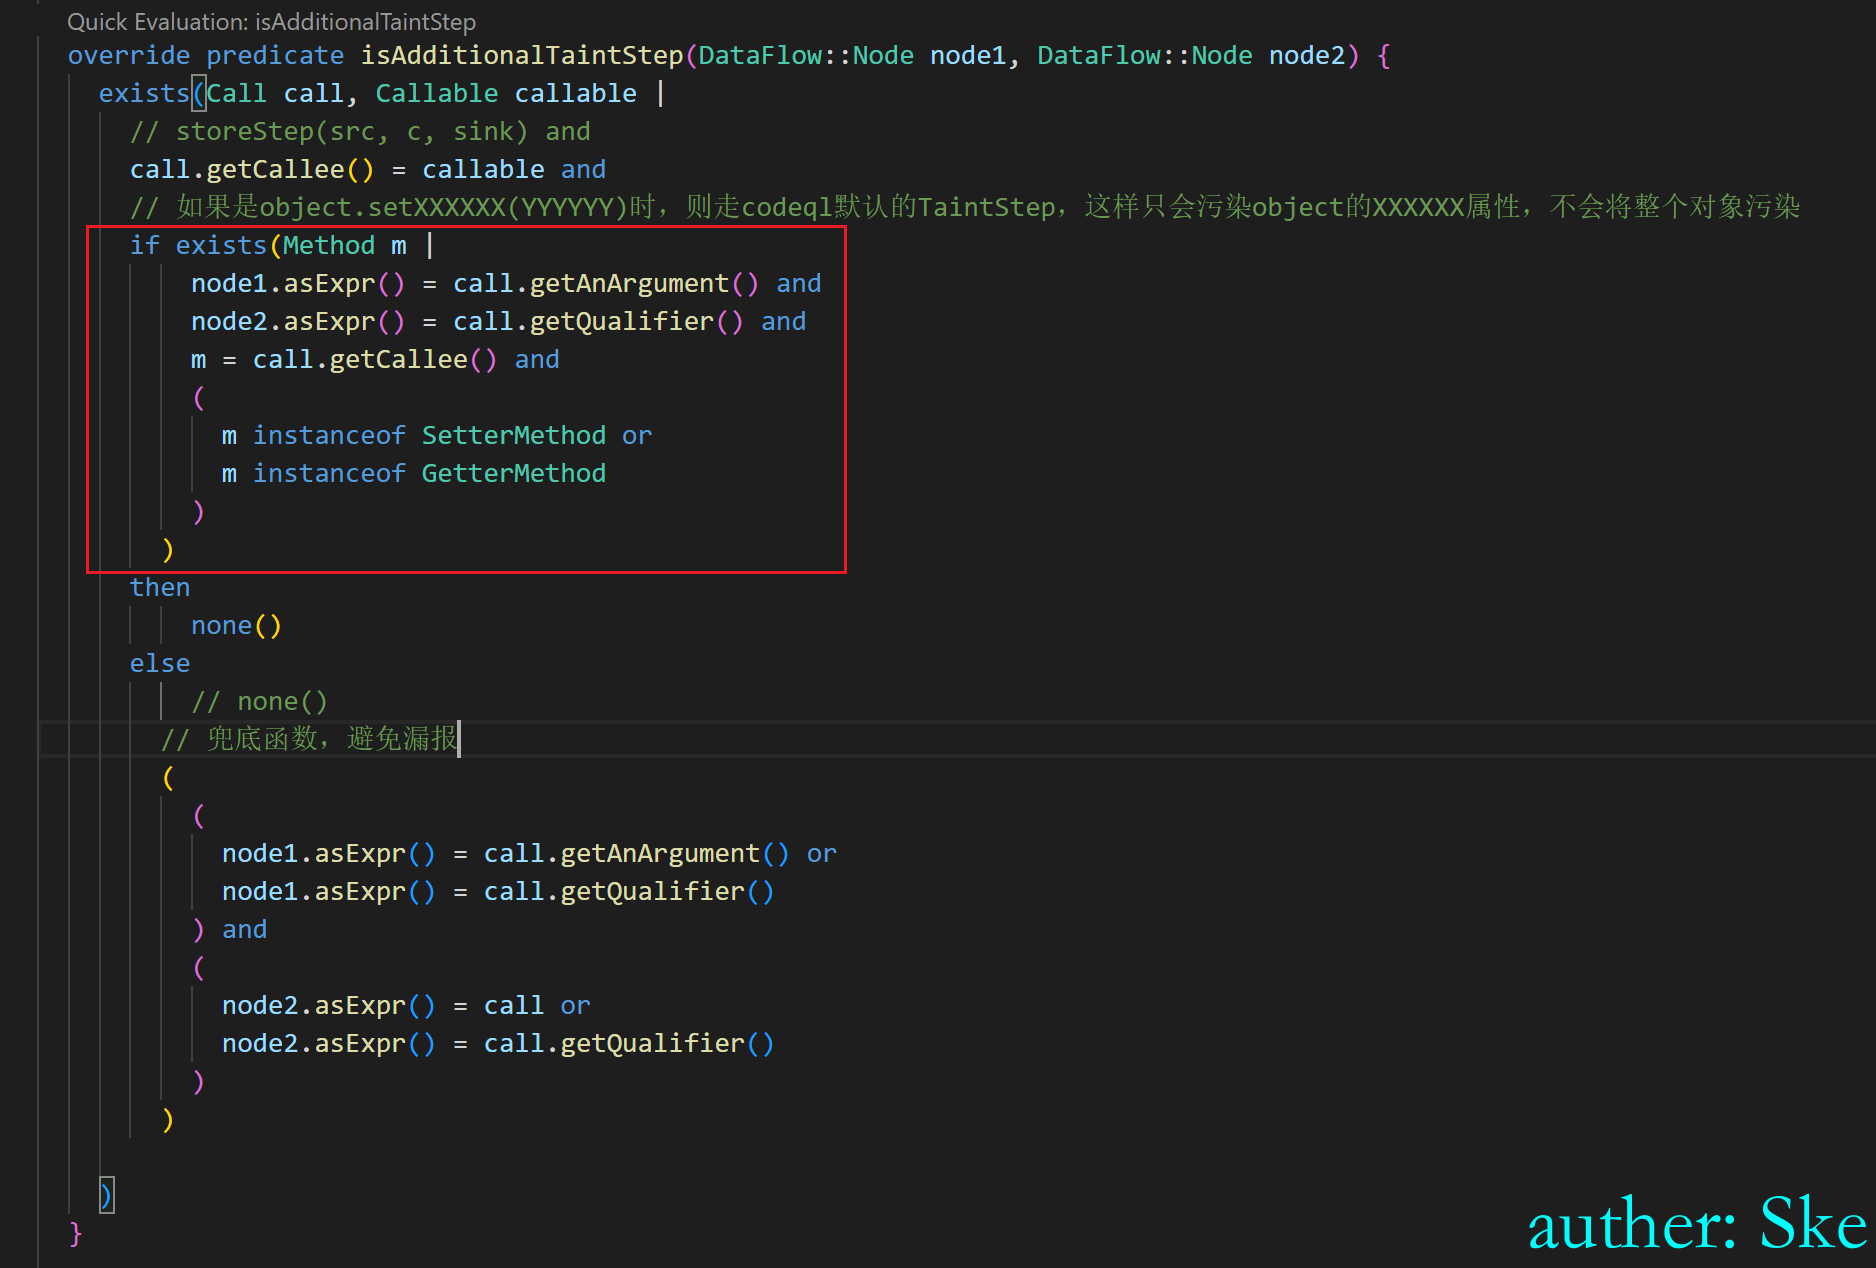 Quick Evaluation: isAdditionalTaintStep
override predicate isAdditionalTaintStep(DataFlow::Node node1, DataFlow::Node node2) {
exists(Call call, Callable callable |
// storeStep(src, c, sink) and
call.getCallee() = callable and
// 如果是object.setXXXXXX(YYYYYY)时，则走codeql默认的TaintStep，这样只会污染object的XXXXXX属性，不会将整个对象污染
if exists(Method m |
node1.asExpr() = call.getAnArgument() and
node2.asExpr() = call.getQualifier() and
m = call.getCallee() and
(
m instanceof SetterMethod or
m instanceof GetterMethod
)
)
then
none()
else
// none()
// 兜底函数，避免漏报
(
(
node1.asExpr() = call.getAnArgument() or
node1.asExpr() = call.getQualifier()
) and
(
node2.asExpr() = call or
node2.asExpr() = call.getQualifier()
)
)
)
}
auther: Ske